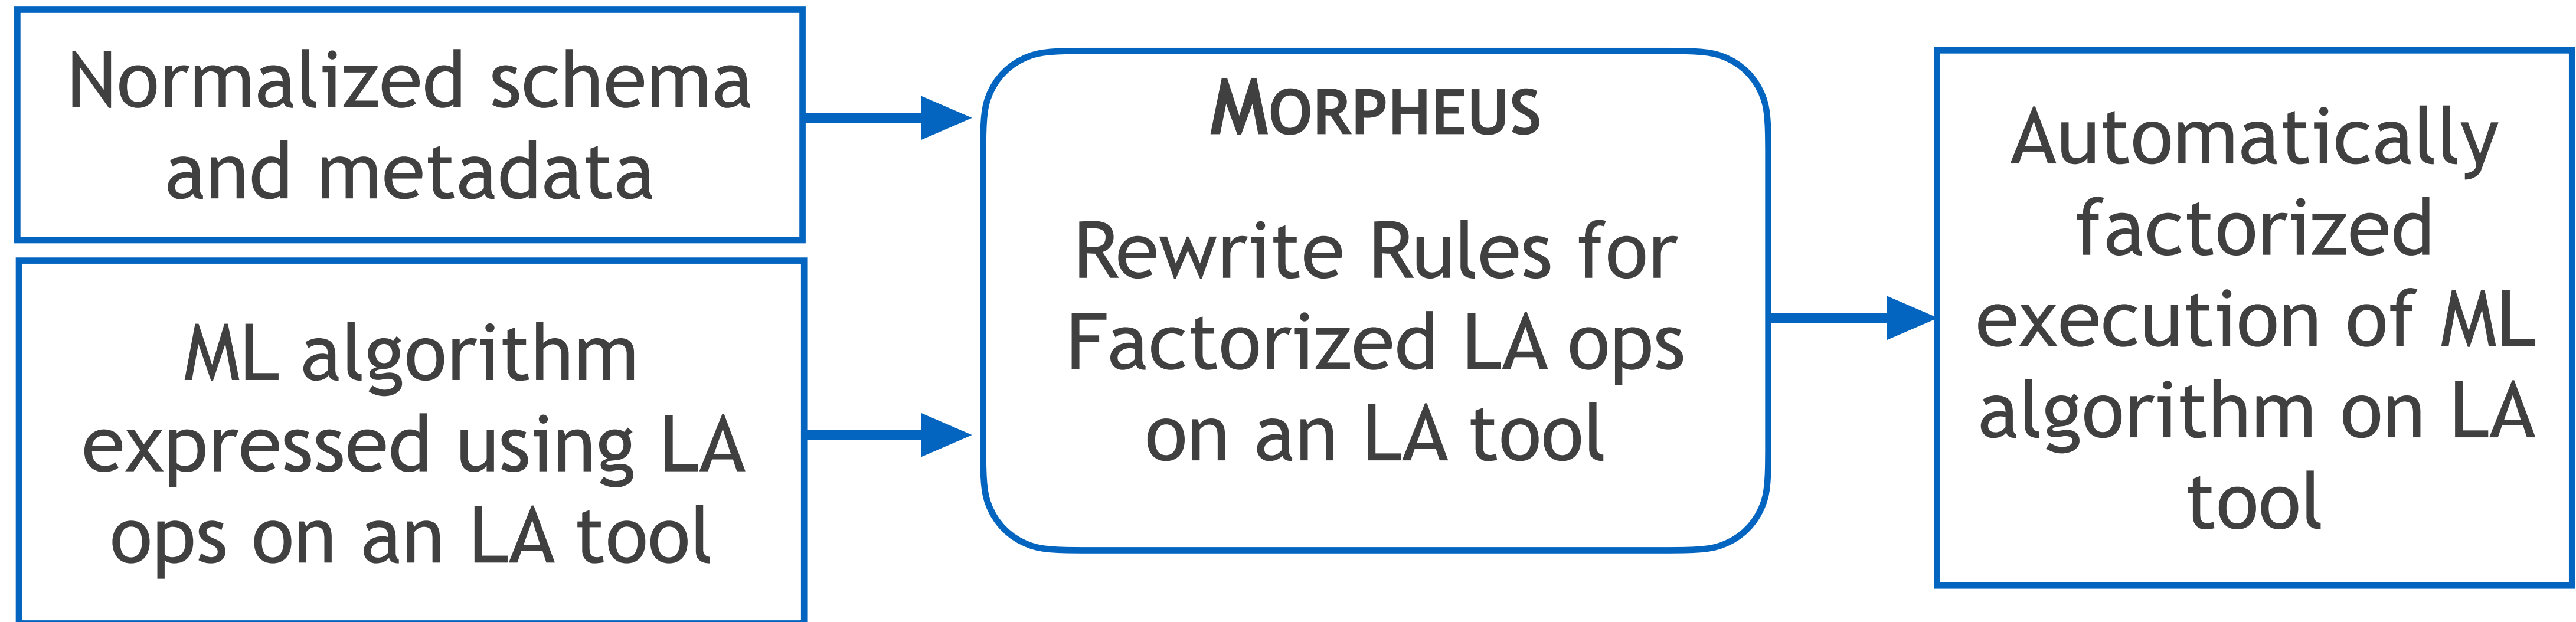 Normalized schema
and metadata
ML algorithm
expressed using LA
ops on an LA tool
MORPHEUS
Rewrite Rules for
Factorized LA ops
on an LA tool
Automatically
factorized
execution of ML
algorithm on LA
tool